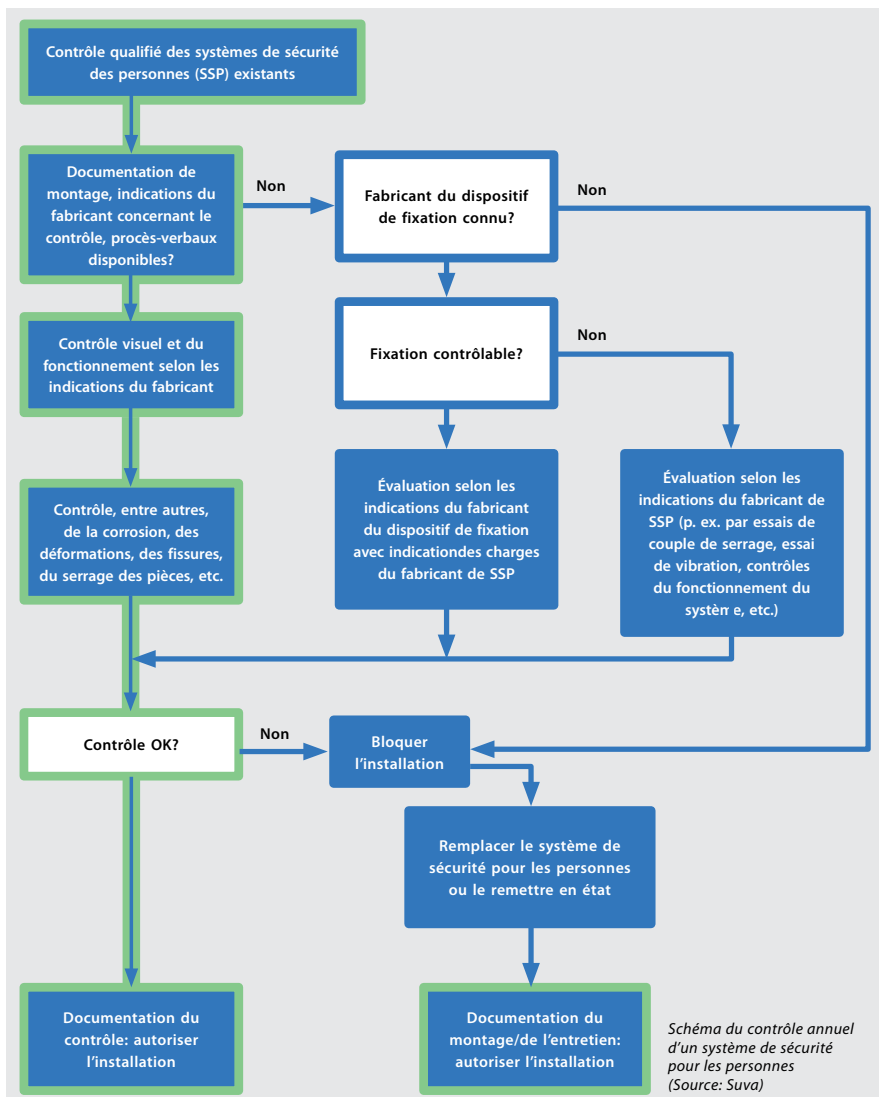 Contrôle qualifié des systèmes de sécurité
des personnes (SSP) existants
Documentation de
montage, indications du
fabricant concernant le
contrôle, procès-verbaux
disponibles?
Non
Fabricant du dispositif
de fixation connu?
Non
Contrôle visuel et du
fonctionnement selon les
indications du fabricant
Fixation contrôlable?
Non
Contrôle, entre autres,
de la corrosion, des
déformations, des fissures,
du serrage des pièces, etc.
Évaluation selon les
indications du fabricant
du dispositif de fixation
avec indicationdes charges
du fabricant de SSP
Évaluation selon les
indications du fabricant de
SSP (p. ex. par essais de
couple de serrage, essai
de vibration, contrôles
du fonctionnement du
système, etc.)
Contrôle OK?
Non
Bloquer
l’installation
Remplacer le système de
sécurité pour les personnes
ou le remettre en état
Documentation du
contrôle: autoriser
l’installation
Documentation du
montage/de l’entretien:
autoriser l’installation
Schéma du contrôle annuel
d’un système de sécurité
pour les personnes
(Source: Suva)